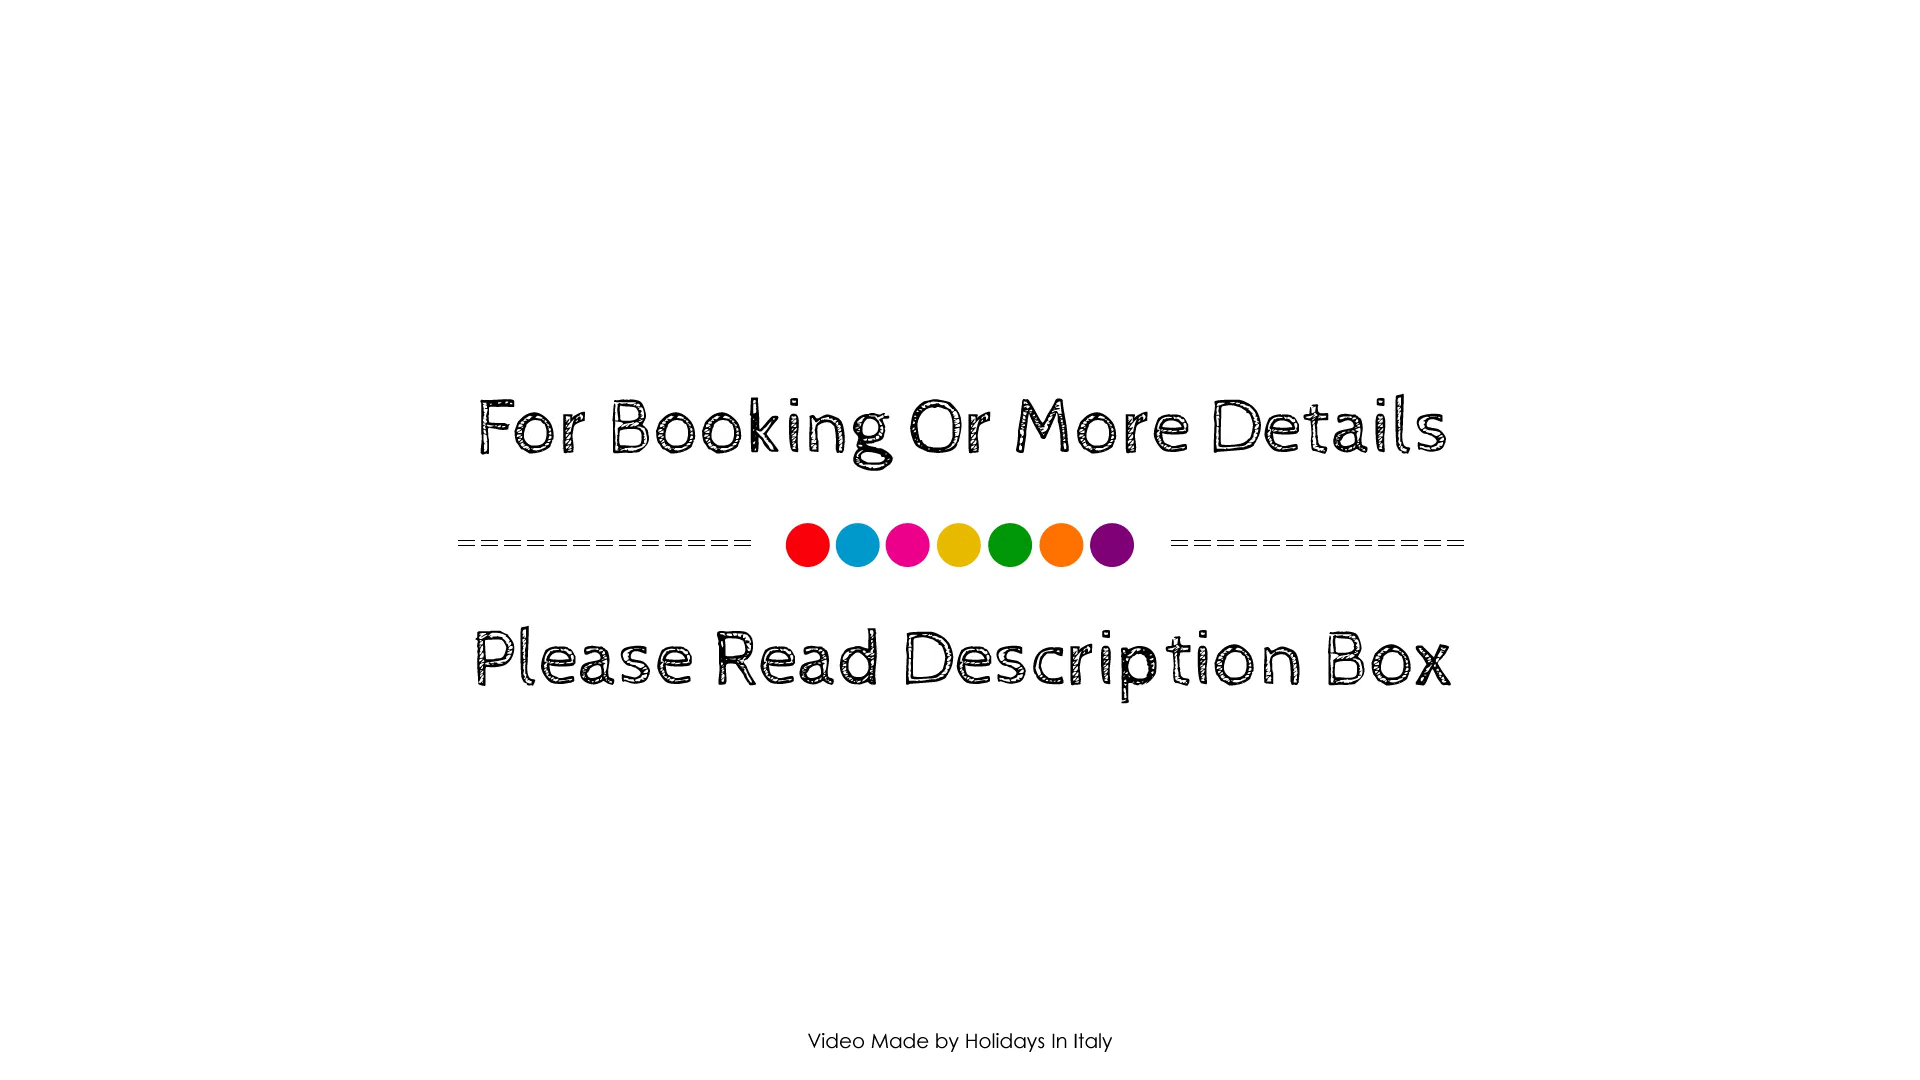 For Booking Or More Details
============= =============
Please Read Description Box
Video Made by Holidays In Italy